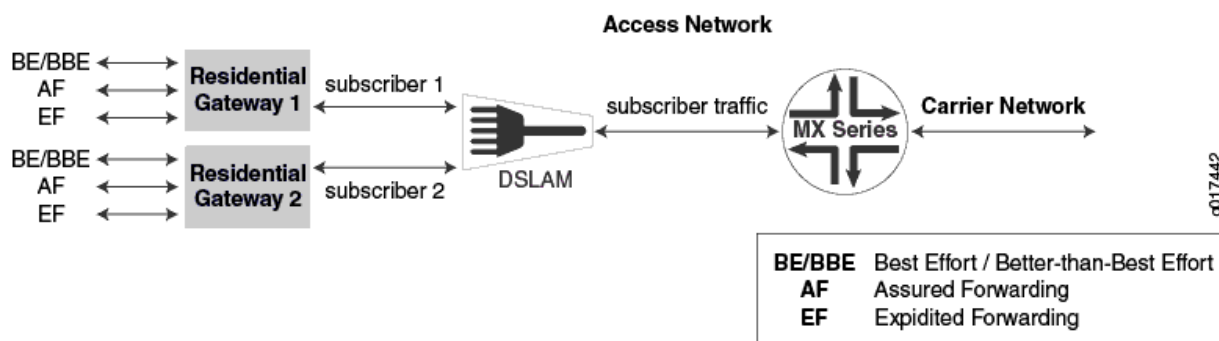 Access Network
BE/BBE
AF
EF
Residential
Gateway 1
subscriber 1
BE/BBE
AF
EF
Residential
Gateway 2
subscriber 2
DSLAM
subscriber traffic
MX Series
Carrier Network
g017442
BE/BBE Best Effort / Better-than-Best Effort
AF Assured Forwarding
EF Expidited Forwarding